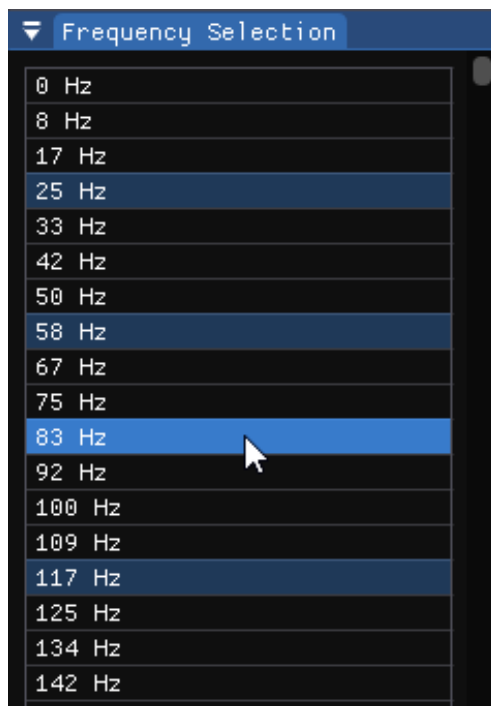 Frequency Selection
0 Hz
8 Hz
17 Hz
25 Hz
33 Hz
42 Hz
50 Hz
58 Hz
67 Hz
75 Hz
83 Hz
92 Hz
100 Hz
109 Hz
117 Hz
125 Hz
134 Hz
142 Hz